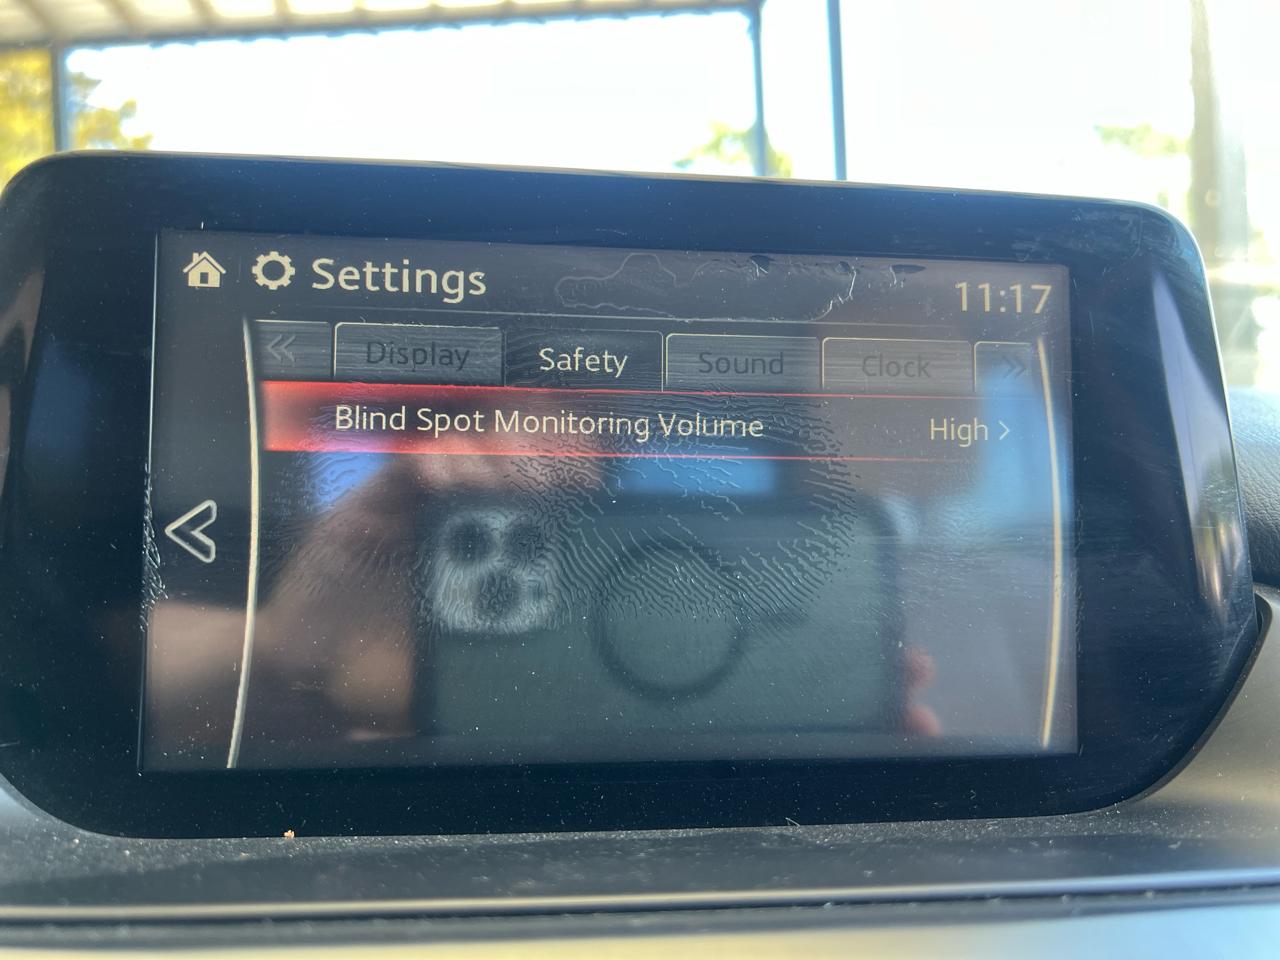 Settings
11:17
Display Safety Sound Clock
Blind Spot Monitoring Volume High